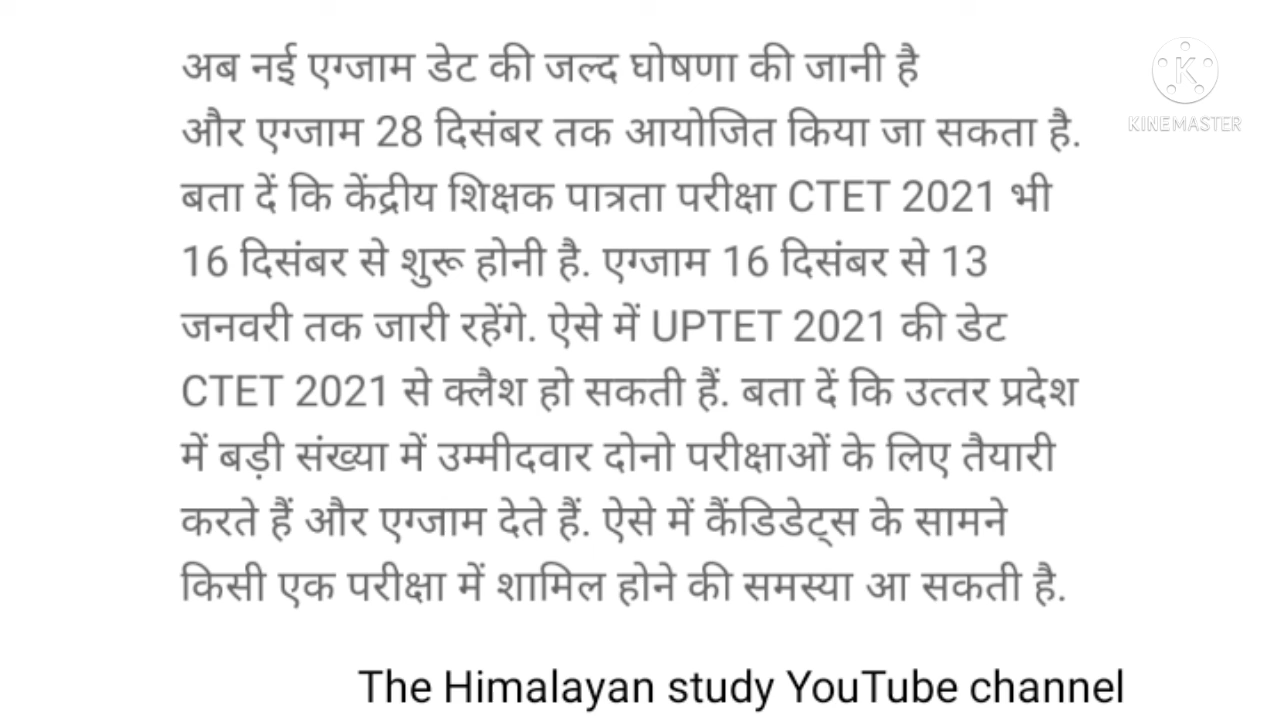 अब नई एग्जाम डेट की जल्द घोषणा की जानी है
और एग्जाम 28 दिसंबर तक आयोजित किया जा सकता है.
बता दें कि केंद्रीय शिक्षक पात्रता परीक्षा CTET 2021 भी
16 दिसंबर से शुरू होनी है. एग्जाम 16 दिसंबर से 13
जनवरी तक जारी रहेंगे. ऐसे में UPTET 2021 की डेट
CTET 2021 से क्लैश हो सकती हैं. बता दें कि उत्तर प्रदेश
में बड़ी संख्या में उम्मीदवार दोनो परीक्षाओं के लिए तैयारी
करते हैं और एग्जाम देते हैं. ऐसे में कैंडिडेट्स के सामने
किसी एक परीक्षा में शामिल होने की समस्या आ सकती है.
The Himalayan study YouTube channel
K
KINEMASTER